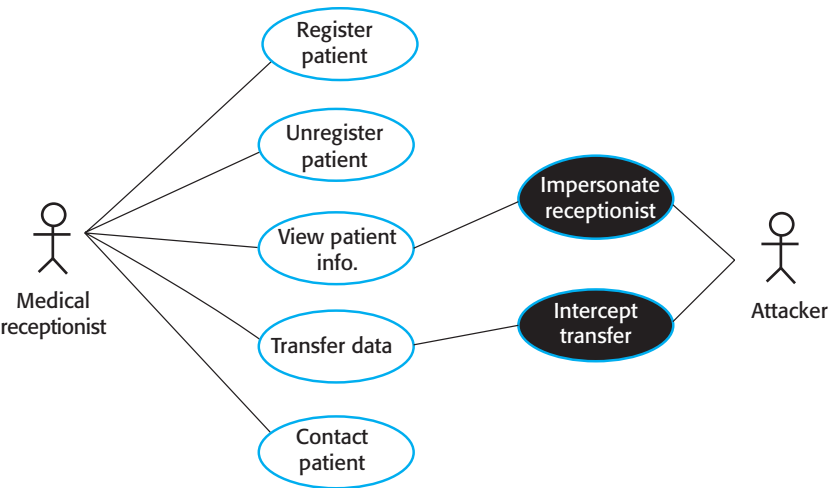 Register
patient
Unregister
patient
Impersonate
receptionist
View patient
info.
Medical
receptionist
Attacker
Intercept
transfer
Transfer data
Contact
patient